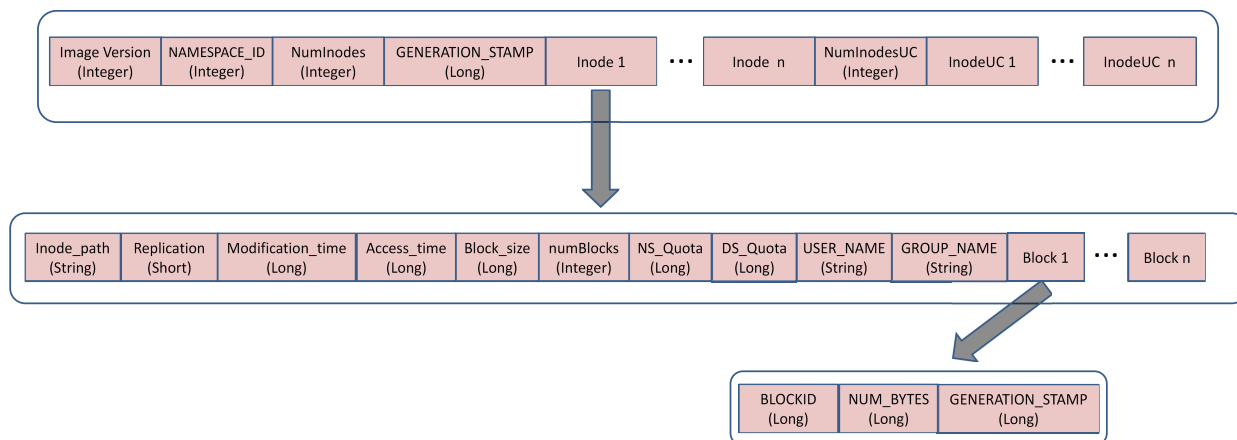 Image Version
(Integer)
NAMESPACE_ID
(Integer)
NumInodes
(Integer)
GENERATION_STAMP
(Long)
Inode 1
...
Inode n
NumInodesUC
(Integer)
InodeUC 1
...
InodeUC n
Inode_path
(String)
Replication
(Short)
Modification_time
(Long)
Access_time
(Long)
Block_size
(Long)
numBlocks
(Integer)
NS_Quota
(Long)
DS_Quota
(Long)
USER_NAME
(String)
GROUP_NAME
(String)
Block 1
...
Block n
BLOCKID
(Long)
NUM_BYTES
(Long)
GENERATION_STAMP
(Long)